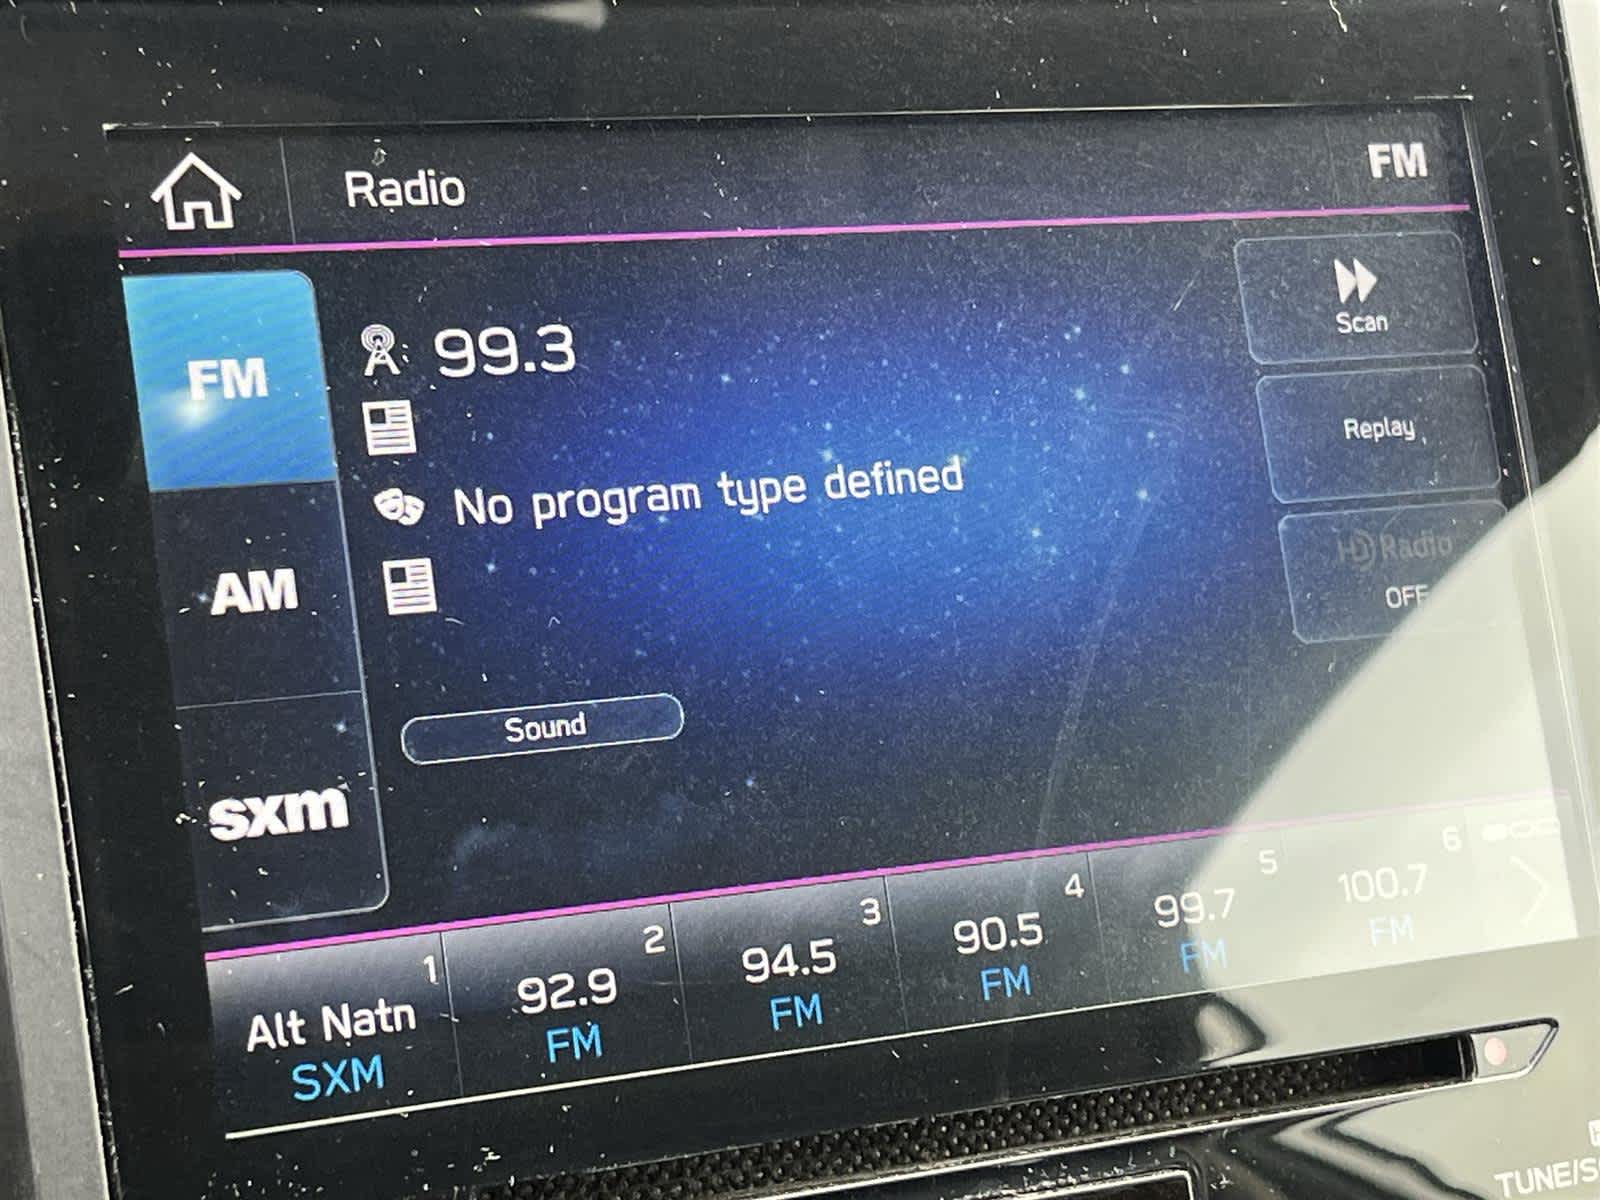 Radio
FM
FM
99.3
Scan
Replay
No program type defined
AM
HD Radio
OFF
Sound
sxm
1
Alt Natn
SXM
2
92.9
FM
3
94.5
FM
4
90.5
FM
5
99.7
FM
6
100.7
FM